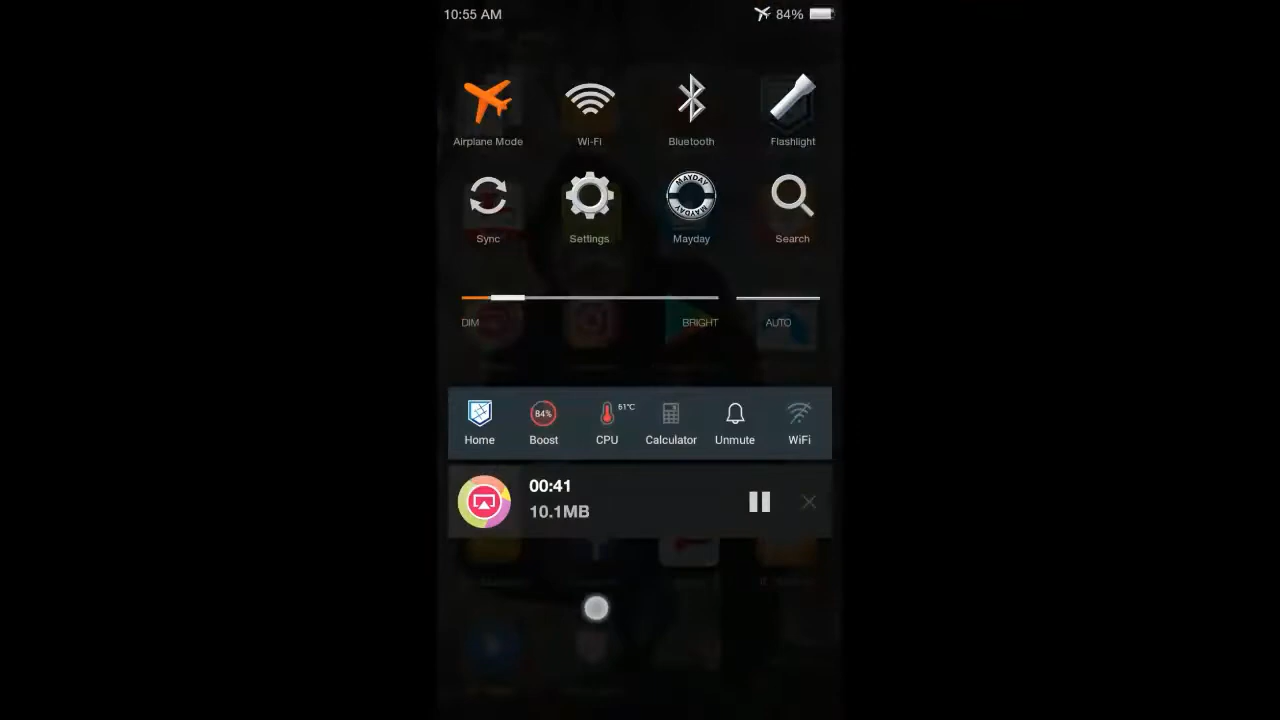 10:55 AM 84%
Airplane Mode Wi-Fi Bluetooth Flashlight
MAYDAY
MAYDAY
Sync Settings Mayday Search
DIM BRIGHT AUTO
84% 51°C
Home Boost CPU Calculator Unmute WiFi
00:41
10.1MB